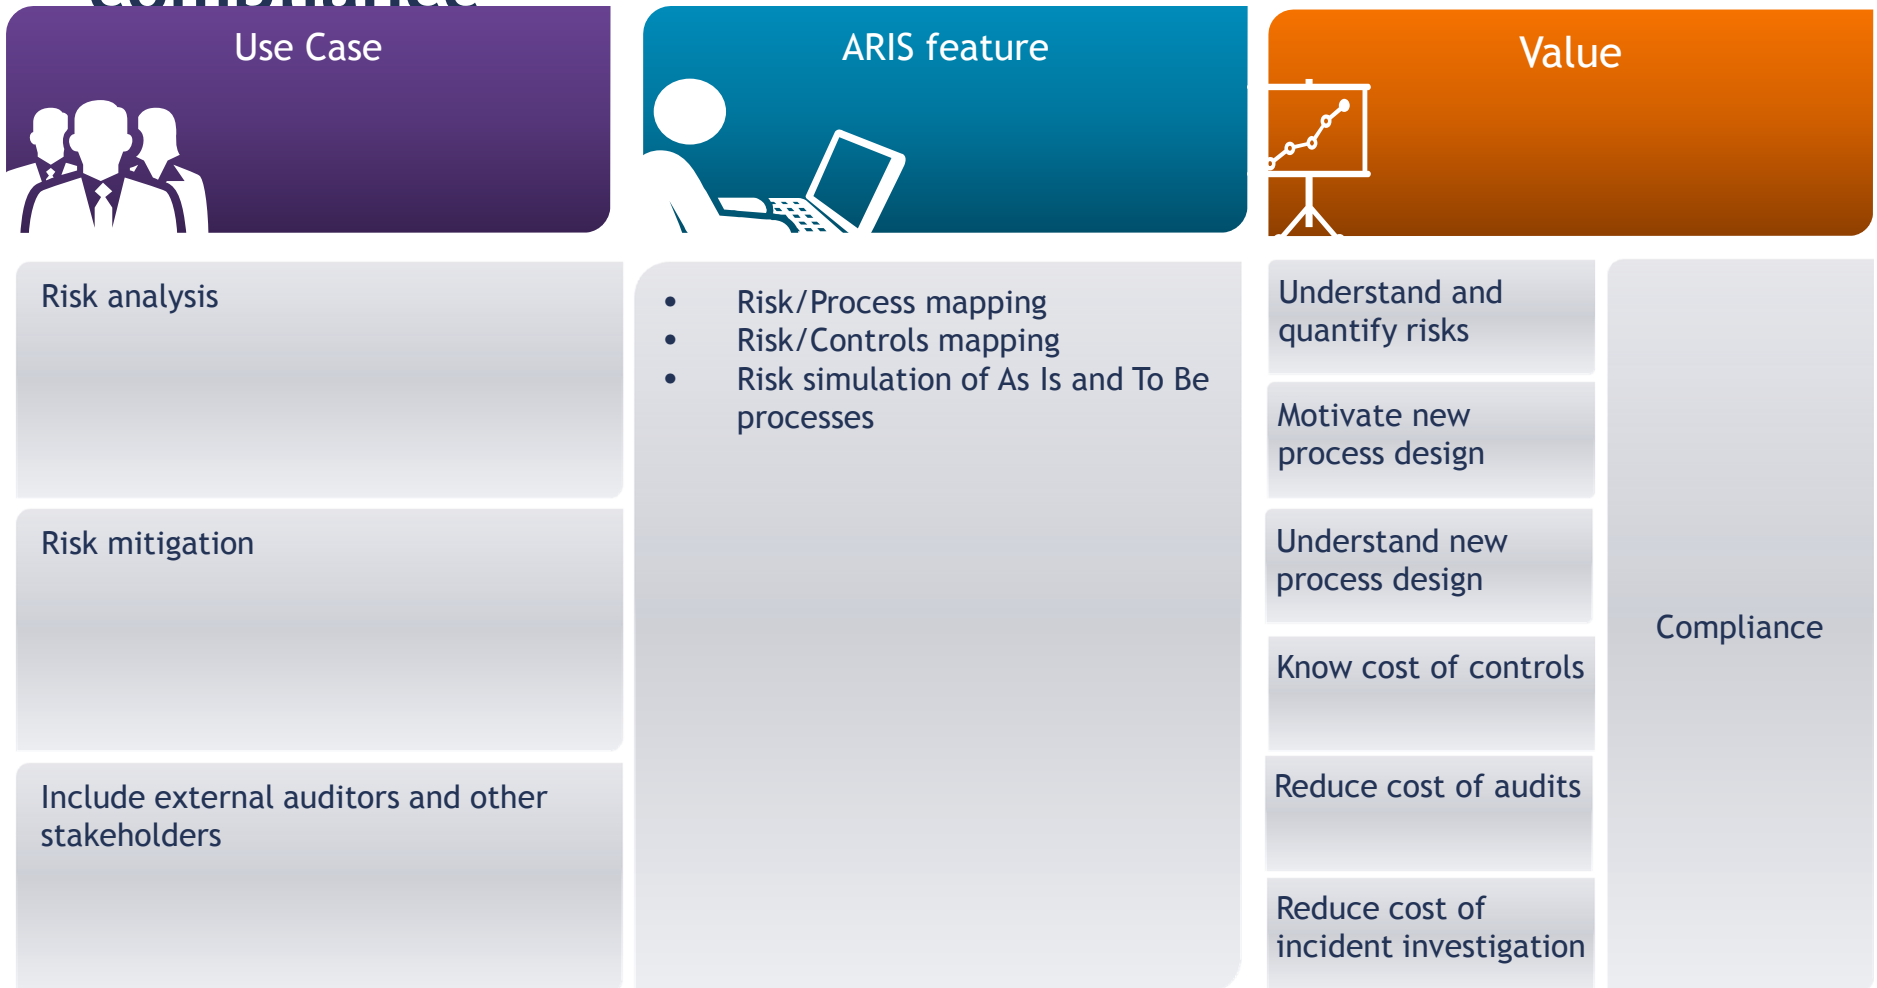 Compliance
Use Case
ARIS feature
Value
Risk analysis
Risk mitigation
Include external auditors and other
stakeholders
• Risk/Process mapping
• Risk/Controls mapping
• Risk simulation of As Is and To Be
processes
Understand and
quantify risks
Motivate new
process design
Understand new
process design
Know cost of controls
Reduce cost of audits
Reduce cost of
incident investigation
Compliance